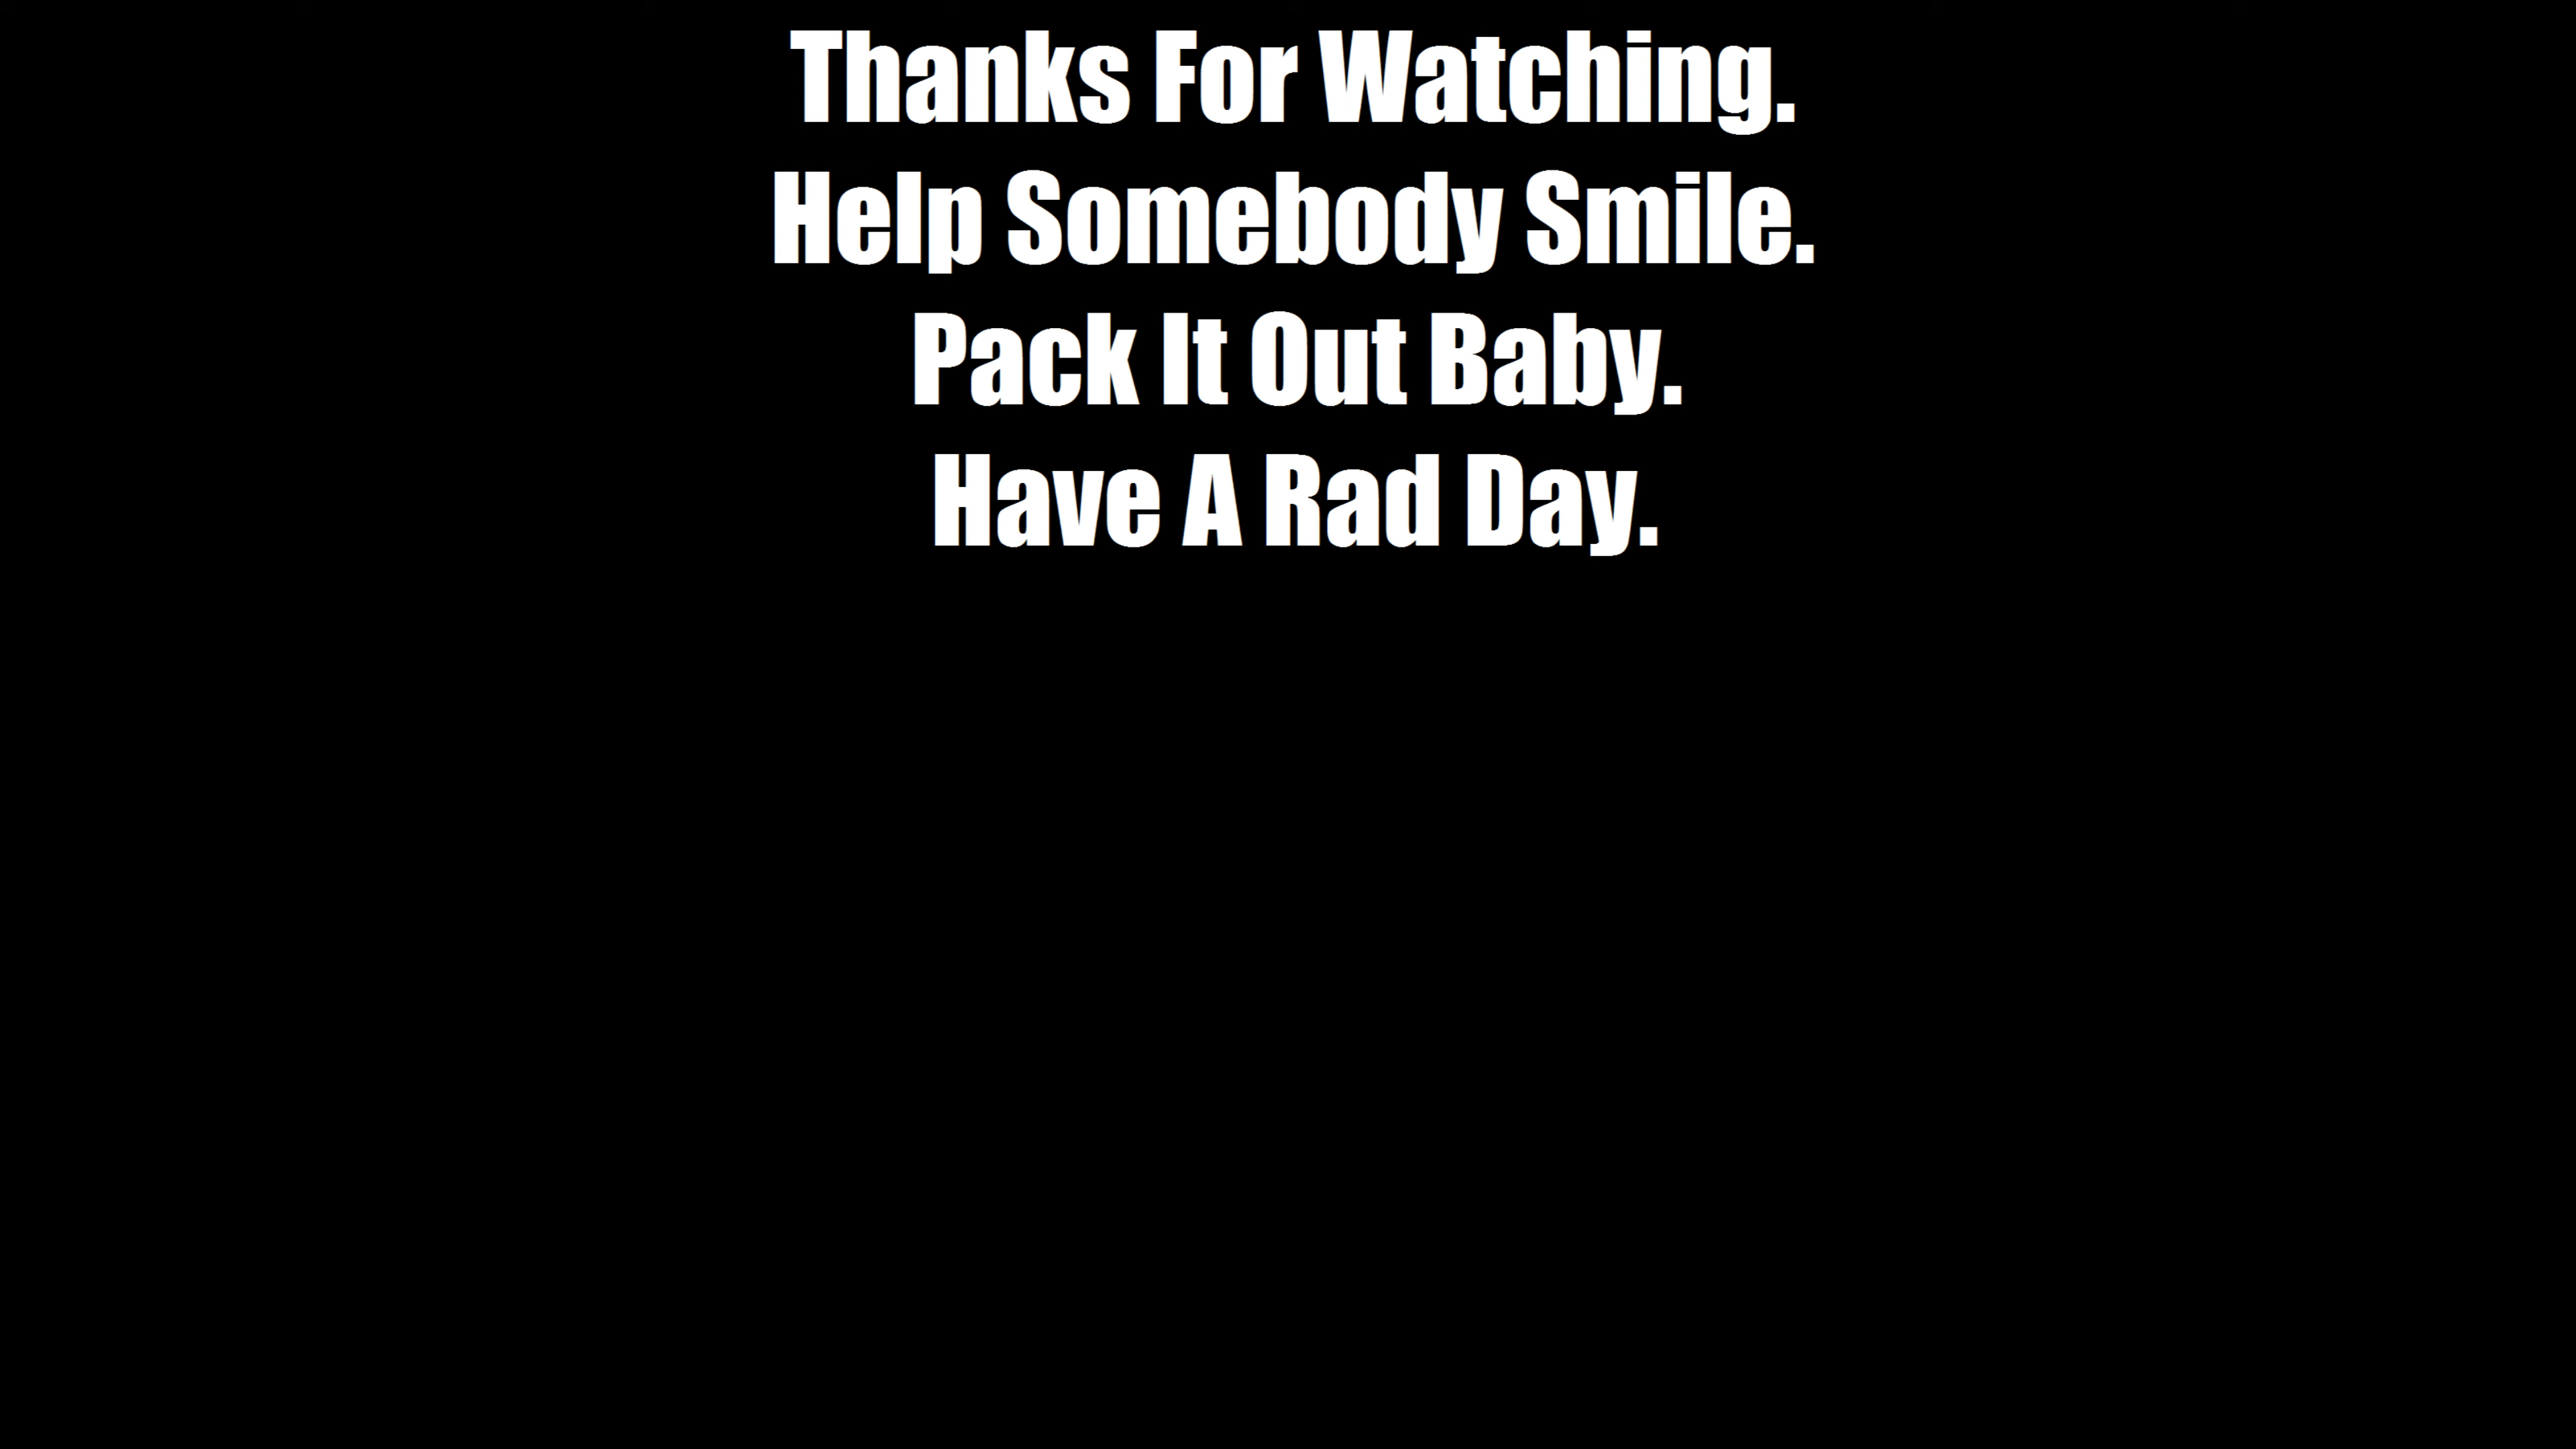 Thanks For Watching.
Help Somebody Smile.
Pack It Out Baby.
Have A Rad Day.